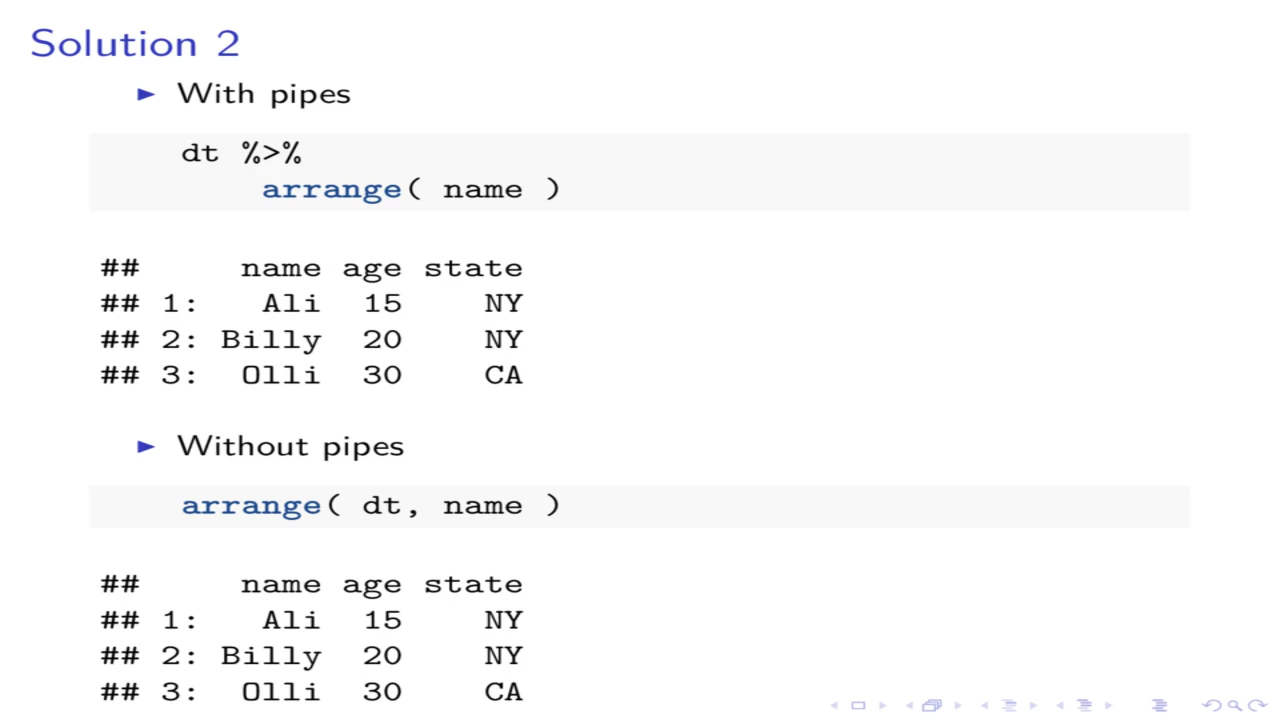 Solution 2
► With pipes
dt %>%
arrange( name )
## name age state
## 1: Ali 15 NY
## 2: Billy 20 NY
## 3: Olli 30 CA
► Without pipes
arrange( dt, name )
## name age state
## 1: Ali 15 NY
## 2: Billy 20 NY
## 3: Olli 30 CA